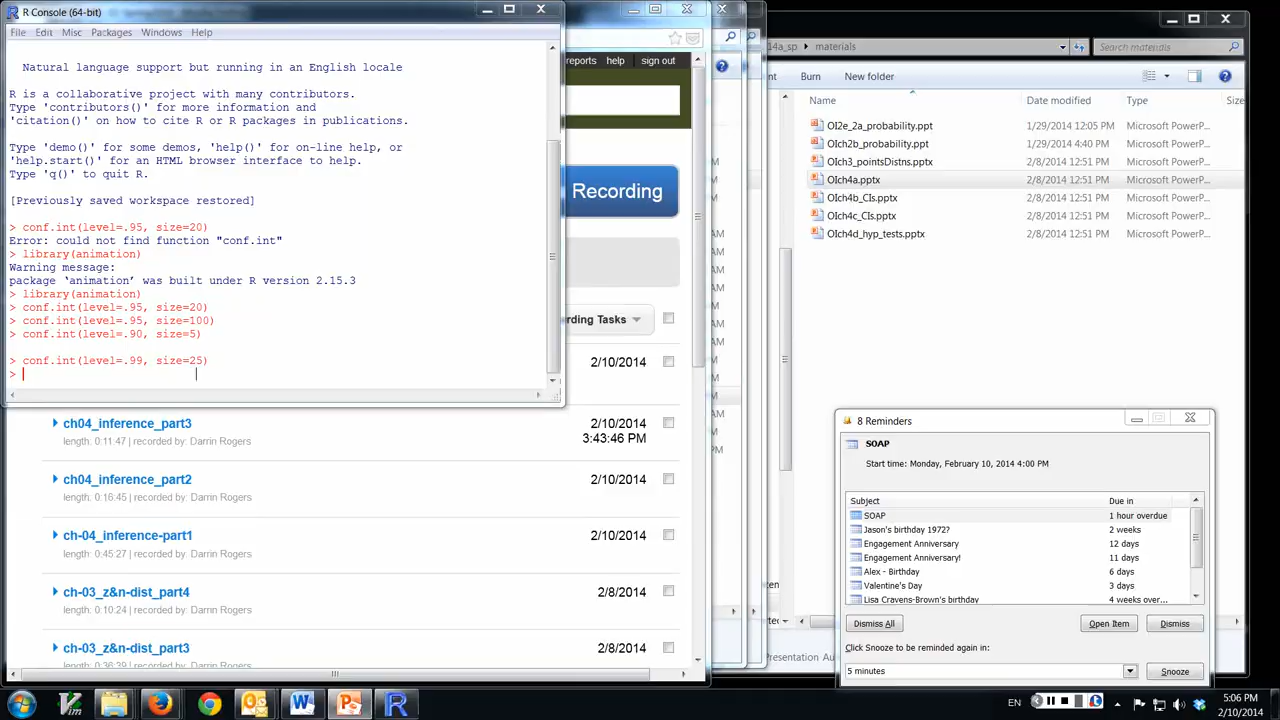 R Console (64-bit)
File Edit Misc Packages Windows Help
language support but running in an English locale
R is a collaborative project with many contributors.
Type 'contributors()' for more information and
'citation()' on how to cite R or R packages in publications.
Type 'demo()' for some demos, 'help()' for on-line help, or
'help.start()' for an HTML browser interface to help.
Type 'q()' to quit R.
[Previously saved workspace restored]
> conf.int(level=.95, size=20)
Error: could not find function "conf.int"
> library(animation)
Warning message:
package ‘animation’ was built under R version 2.15.3
> library(animation)
> conf.int(level=.95, size=20)
> conf.int(level=.95, size=100)
> conf.int(level=.90, size=5)
> conf.int(level=.99, size=25)
>
reports help sign out
Recording
rding Tasks
2/10/2014
ch04_inference_part3
length: 0:11:47 | recorded by: Darrin Rogers
2/10/2014
3:43:46 PM
ch04_inference_part2
length: 0:16:45 | recorded by: Darrin Rogers
2/10/2014
ch-04_inference-part1
length: 0:45:27 | recorded by: Darrin Rogers
2/10/2014
ch-03_z&n-dist_part4
length: 0:10:24 | recorded by: Darrin Rogers
2/8/2014
ch-03_z&n-dist_part3
length: 0:36:39 | recorded by: Darrin Rogers
2/8/2014
14a_sp materials
Search materials
nt Burn New folder
Name Date modified Type Size
OI2e_2a_probability.ppt 1/29/2014 12:05 PM Microsoft PowerP...
OIch2b_probability.ppt 1/29/2014 4:40 PM Microsoft PowerP...
OIch3_pointsDistns.pptx 2/8/2014 12:51 PM Microsoft PowerP...
OIch4a.pptx 2/8/2014 12:51 PM Microsoft PowerP...
OIch4b_CIs.pptx 2/8/2014 12:51 PM Microsoft PowerP...
OIch4c_CIs.pptx 2/8/2014 12:51 PM Microsoft PowerP...
OIch4d_hyp_tests.pptx 2/8/2014 12:51 PM Microsoft PowerP...
8 Reminders
SOAP
Start time: Monday, February 10, 2014 4:00 PM
Subject Due in
SOAP 1 hour overdue
Jason's birthday 1972? 2 weeks
Engagement Anniversary 12 days
Engagement Anniversary! 11 days
Alex - Birthday 6 days
Valentine's Day 3 days
Lisa Cravens-Brown's birthday 4 weeks over...
Dismiss All Open Item Dismiss
Click Snooze to be reminded again in:
5 minutes Snooze
EN
5:06 PM
2/10/2014